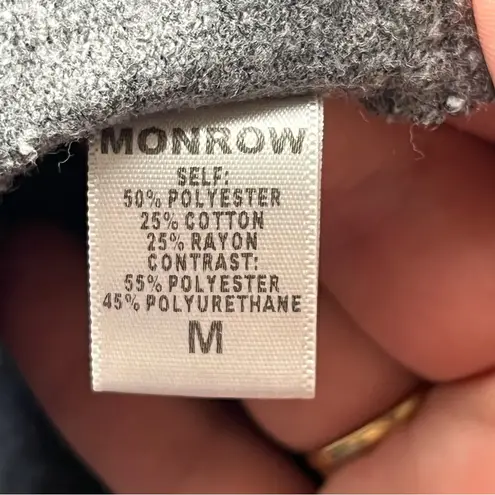 MONROW
SELF:
50% POLYESTER
25% COTTON
25% RAYON
CONTRAST:
55% POLYESTER
45% POLYURETHANE
M